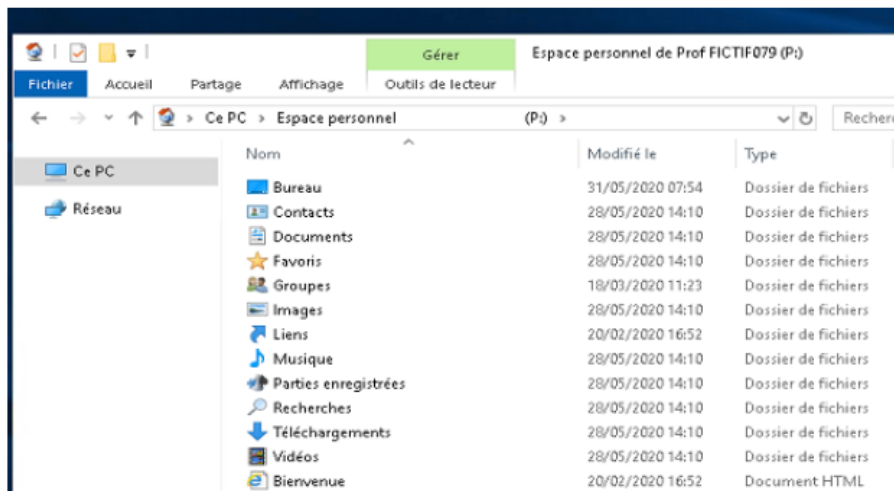 Gérer Espace personnel de Prof FICTIF079 (P:)
Fichier Accueil Partage Affichage Outils de lecteur
Ce PC > Espace personnel (P:) >
Nom Modifié le Type
Ce PC
Réseau
Bureau 31/05/2020 07:54 Dossier de fichiers
Contacts 28/05/2020 14:10 Dossier de fichiers
Documents 28/05/2020 14:10 Dossier de fichiers
Favoris 28/05/2020 14:10 Dossier de fichiers
Groupes 18/03/2020 11:23 Dossier de fichiers
Images 28/05/2020 14:10 Dossier de fichiers
Liens 20/02/2020 16:52 Dossier de fichiers
Musique 28/05/2020 14:10 Dossier de fichiers
Parties enregistrées 28/05/2020 14:10 Dossier de fichiers
Recherches 28/05/2020 14:10 Dossier de fichiers
Téléchargements 28/05/2020 14:10 Dossier de fichiers
Vidéos 28/05/2020 14:10 Dossier de fichiers
Bienvenue 20/02/2020 16:52 Document HTML